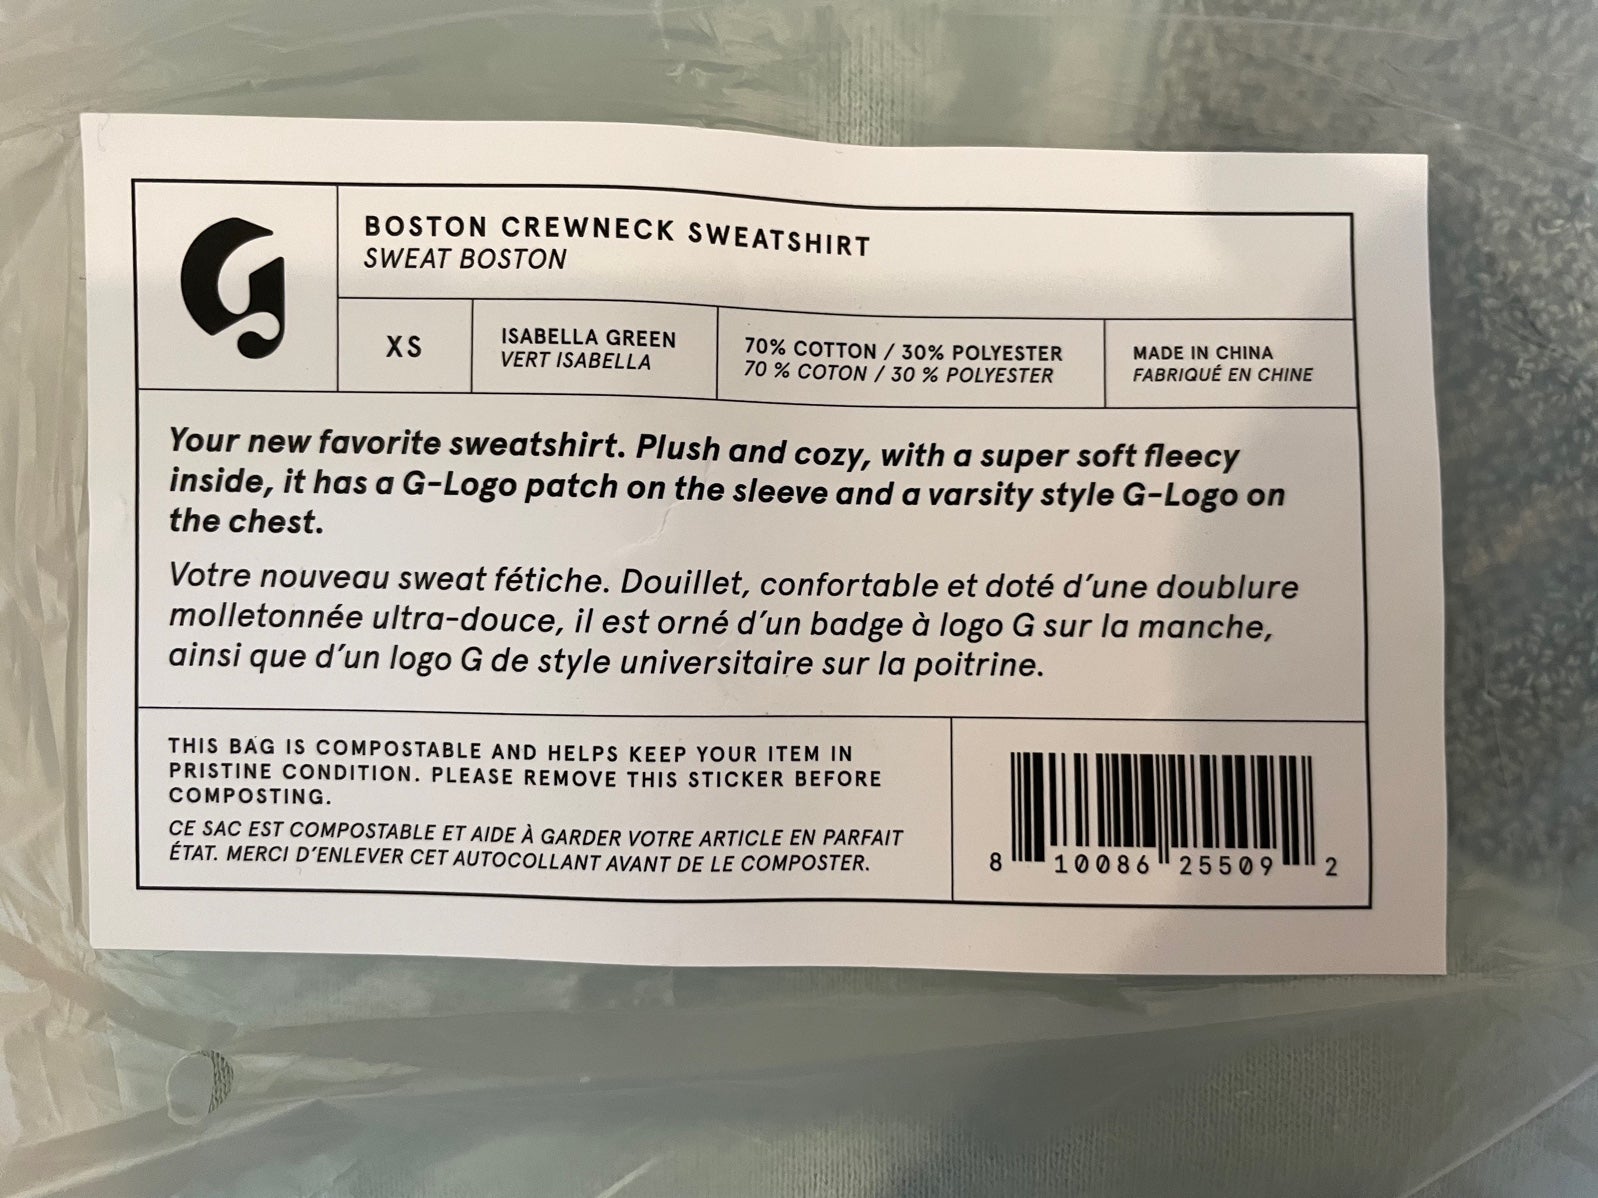 BOSTON CREWNECK SWEATSHIRT
SWEAT BOSTON
XS
ISABELLA GREEN
VERT ISABELLA
70% COTTON / 30% POLYESTER
70 % COTON / 30 % POLYESTER
MADE IN CHINA
FABRIQUÉ EN CHINE
Your new favorite sweatshirt. Plush and cozy, with a super soft fleecy
inside, it has a G-Logo patch on the sleeve and a varsity style G-Logo on
the chest.
Votre nouveau sweat fétiche. Douillet, confortable et doté d'une doublure
molletonnée ultra-douce, il est orné d'un badge à logo G sur la manche,
ainsi que d'un logo G de style universitaire sur la poitrine.
THIS BAG IS COMPOSTABLE AND HELPS KEEP YOUR ITEM IN
PRISTINE CONDITION. PLEASE REMOVE THIS STICKER BEFORE
COMPOSTING.
CE SAC EST COMPOSTABLE ET AIDE À GARDER VOTRE ARTICLE EN PARFAIT
ÉTAT. MERCI D'ENLEVER CET AUTOCOLLANT AVANT DE LE COMPOSTER.
8 10086 25509 2